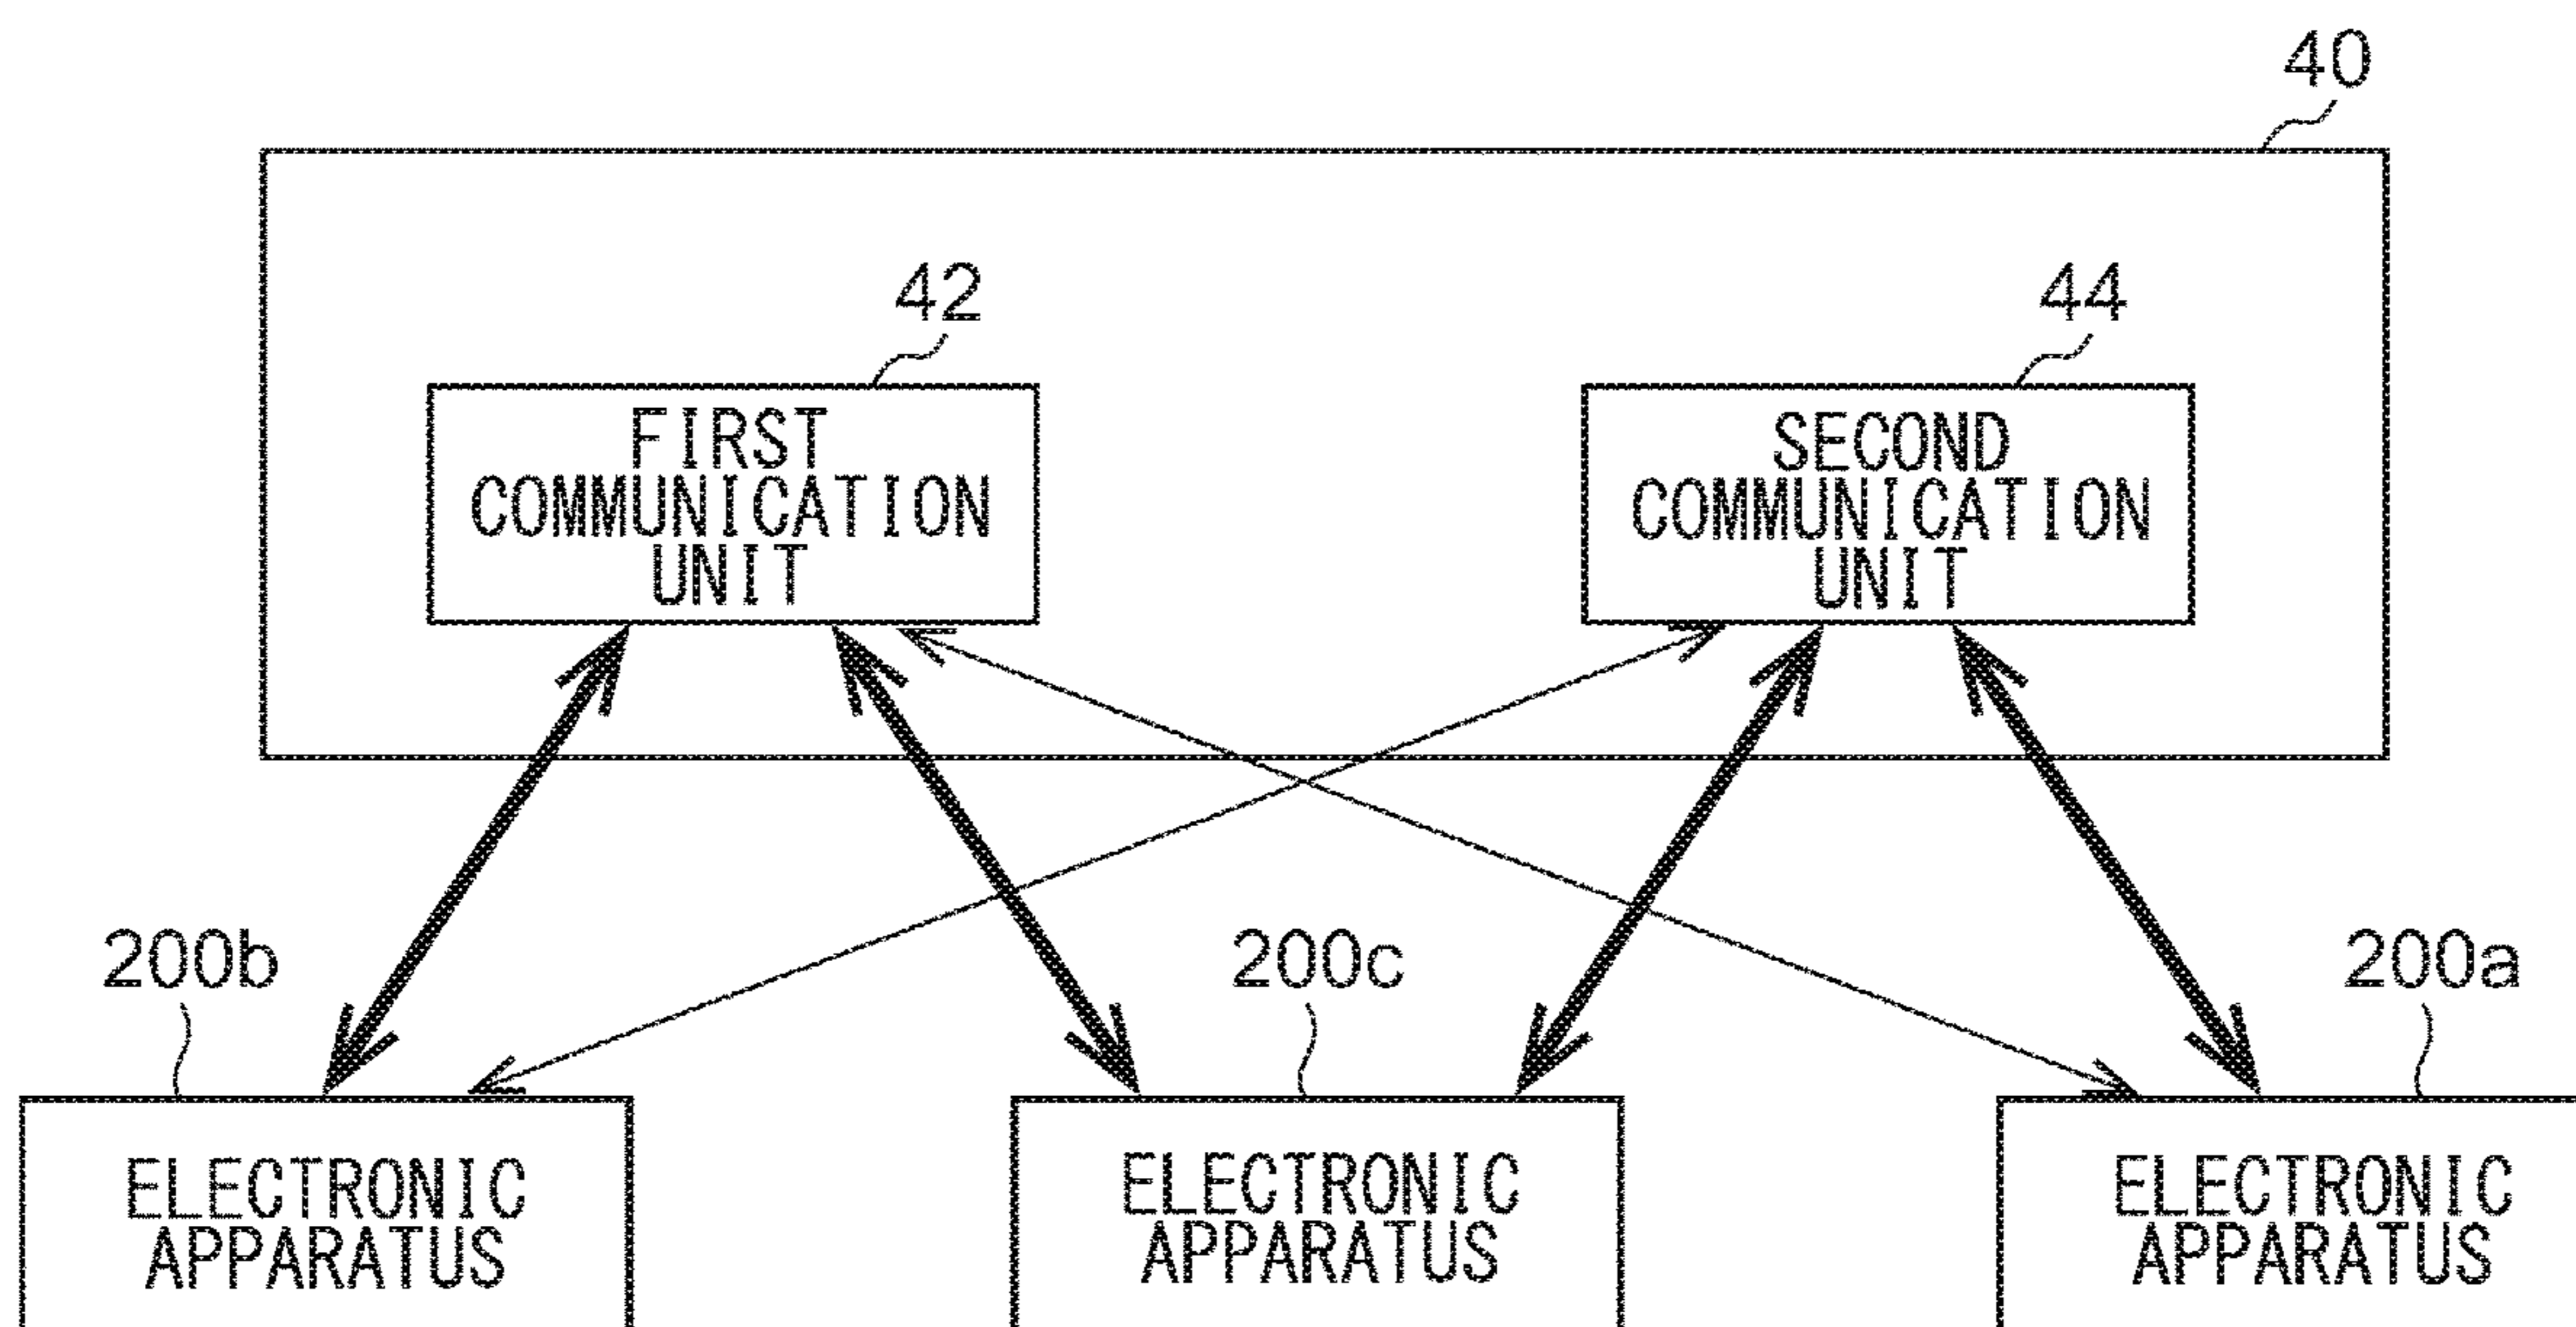 40
42
44
FIRST
COMMUNICATION
UNIT
SECOND
COMMUNICATION
UNIT
200b
200c
200a
ELECTRONIC
APPARATUS
ELECTRONIC
APPARATUS
ELECTRONIC
APPARATUS